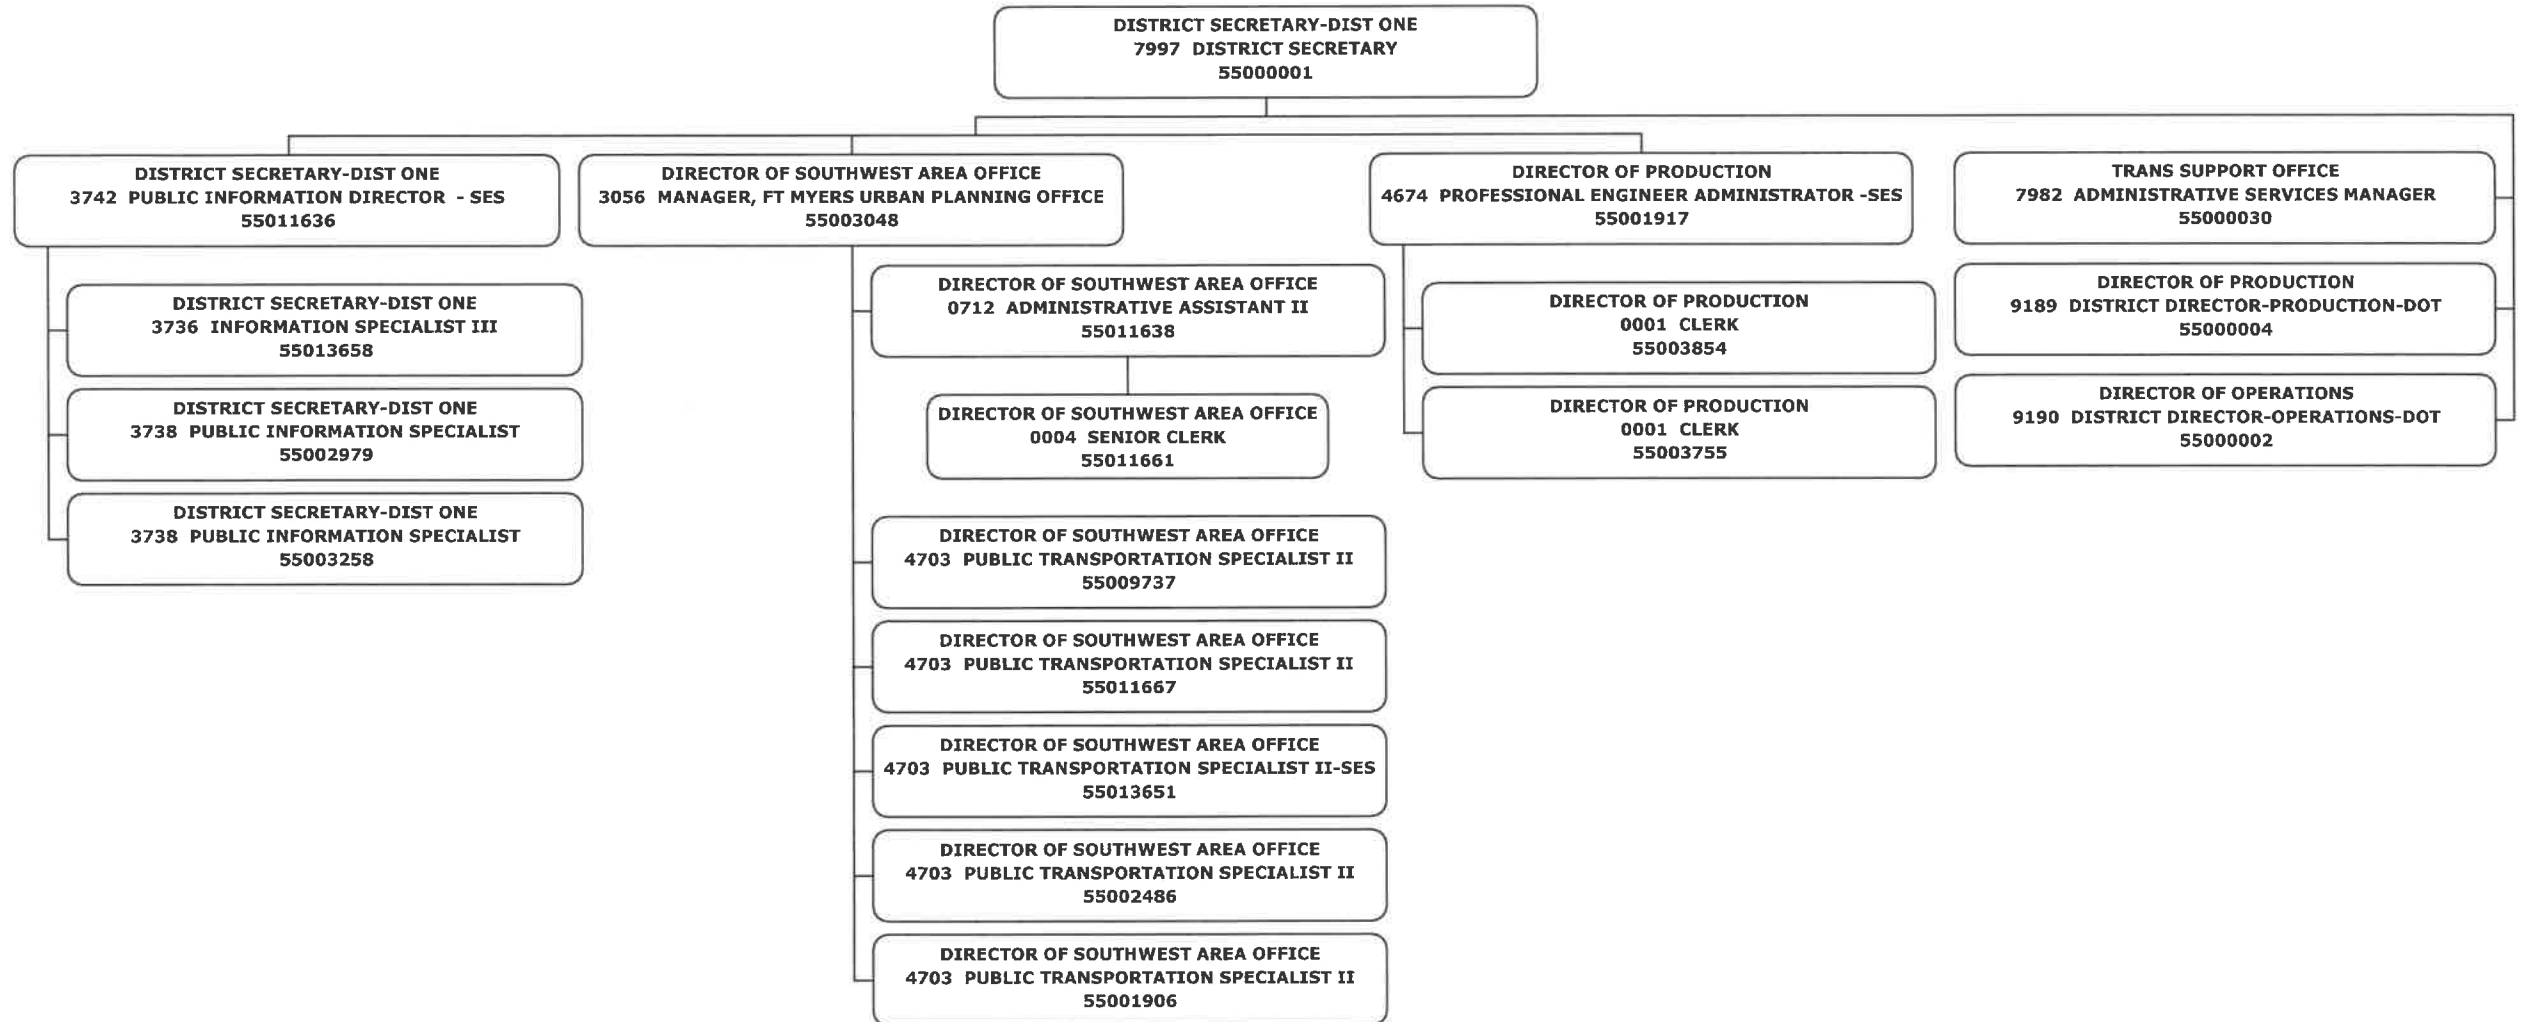 DISTRICT SECRETARY-DIST ONE
7997 DISTRICT SECRETARY
55000001
DISTRICT SECRETARY-DIST ONE
3742 PUBLIC INFORMATION DIRECTOR - SES
55011636
DISTRICT SECRETARY-DIST ONE
3736 INFORMATION SPECIALIST III
55013658
DISTRICT SECRETARY-DIST ONE
3738 PUBLIC INFORMATION SPECIALIST
55002979
DISTRICT SECRETARY-DIST ONE
3738 PUBLIC INFORMATION SPECIALIST
55003258
DIRECTOR OF SOUTHWEST AREA OFFICE
3056 MANAGER, FT MYERS URBAN PLANNING OFFICE
55003048
DIRECTOR OF SOUTHWEST AREA OFFICE
0712 ADMINISTRATIVE ASSISTANT II
55011638
DIRECTOR OF SOUTHWEST AREA OFFICE
0004 SENIOR CLERK
55011661
DIRECTOR OF SOUTHWEST AREA OFFICE
4703 PUBLIC TRANSPORTATION SPECIALIST II
55009737
DIRECTOR OF SOUTHWEST AREA OFFICE
4703 PUBLIC TRANSPORTATION SPECIALIST II
55011667
DIRECTOR OF SOUTHWEST AREA OFFICE
4703 PUBLIC TRANSPORTATION SPECIALIST II-SES
55013651
DIRECTOR OF SOUTHWEST AREA OFFICE
4703 PUBLIC TRANSPORTATION SPECIALIST II
55002486
DIRECTOR OF SOUTHWEST AREA OFFICE
4703 PUBLIC TRANSPORTATION SPECIALIST II
55001906
DIRECTOR OF PRODUCTION
4674 PROFESSIONAL ENGINEER ADMINISTRATOR -SES
55001917
DIRECTOR OF PRODUCTION
0001 CLERK
55003854
DIRECTOR OF PRODUCTION
0001 CLERK
55003755
TRANS SUPPORT OFFICE
7982 ADMINISTRATIVE SERVICES MANAGER
55000030
DIRECTOR OF PRODUCTION
9189 DISTRICT DIRECTOR-PRODUCTION-DOT
55000004
DIRECTOR OF OPERATIONS
9190 DISTRICT DIRECTOR-OPERATIONS-DOT
55000002